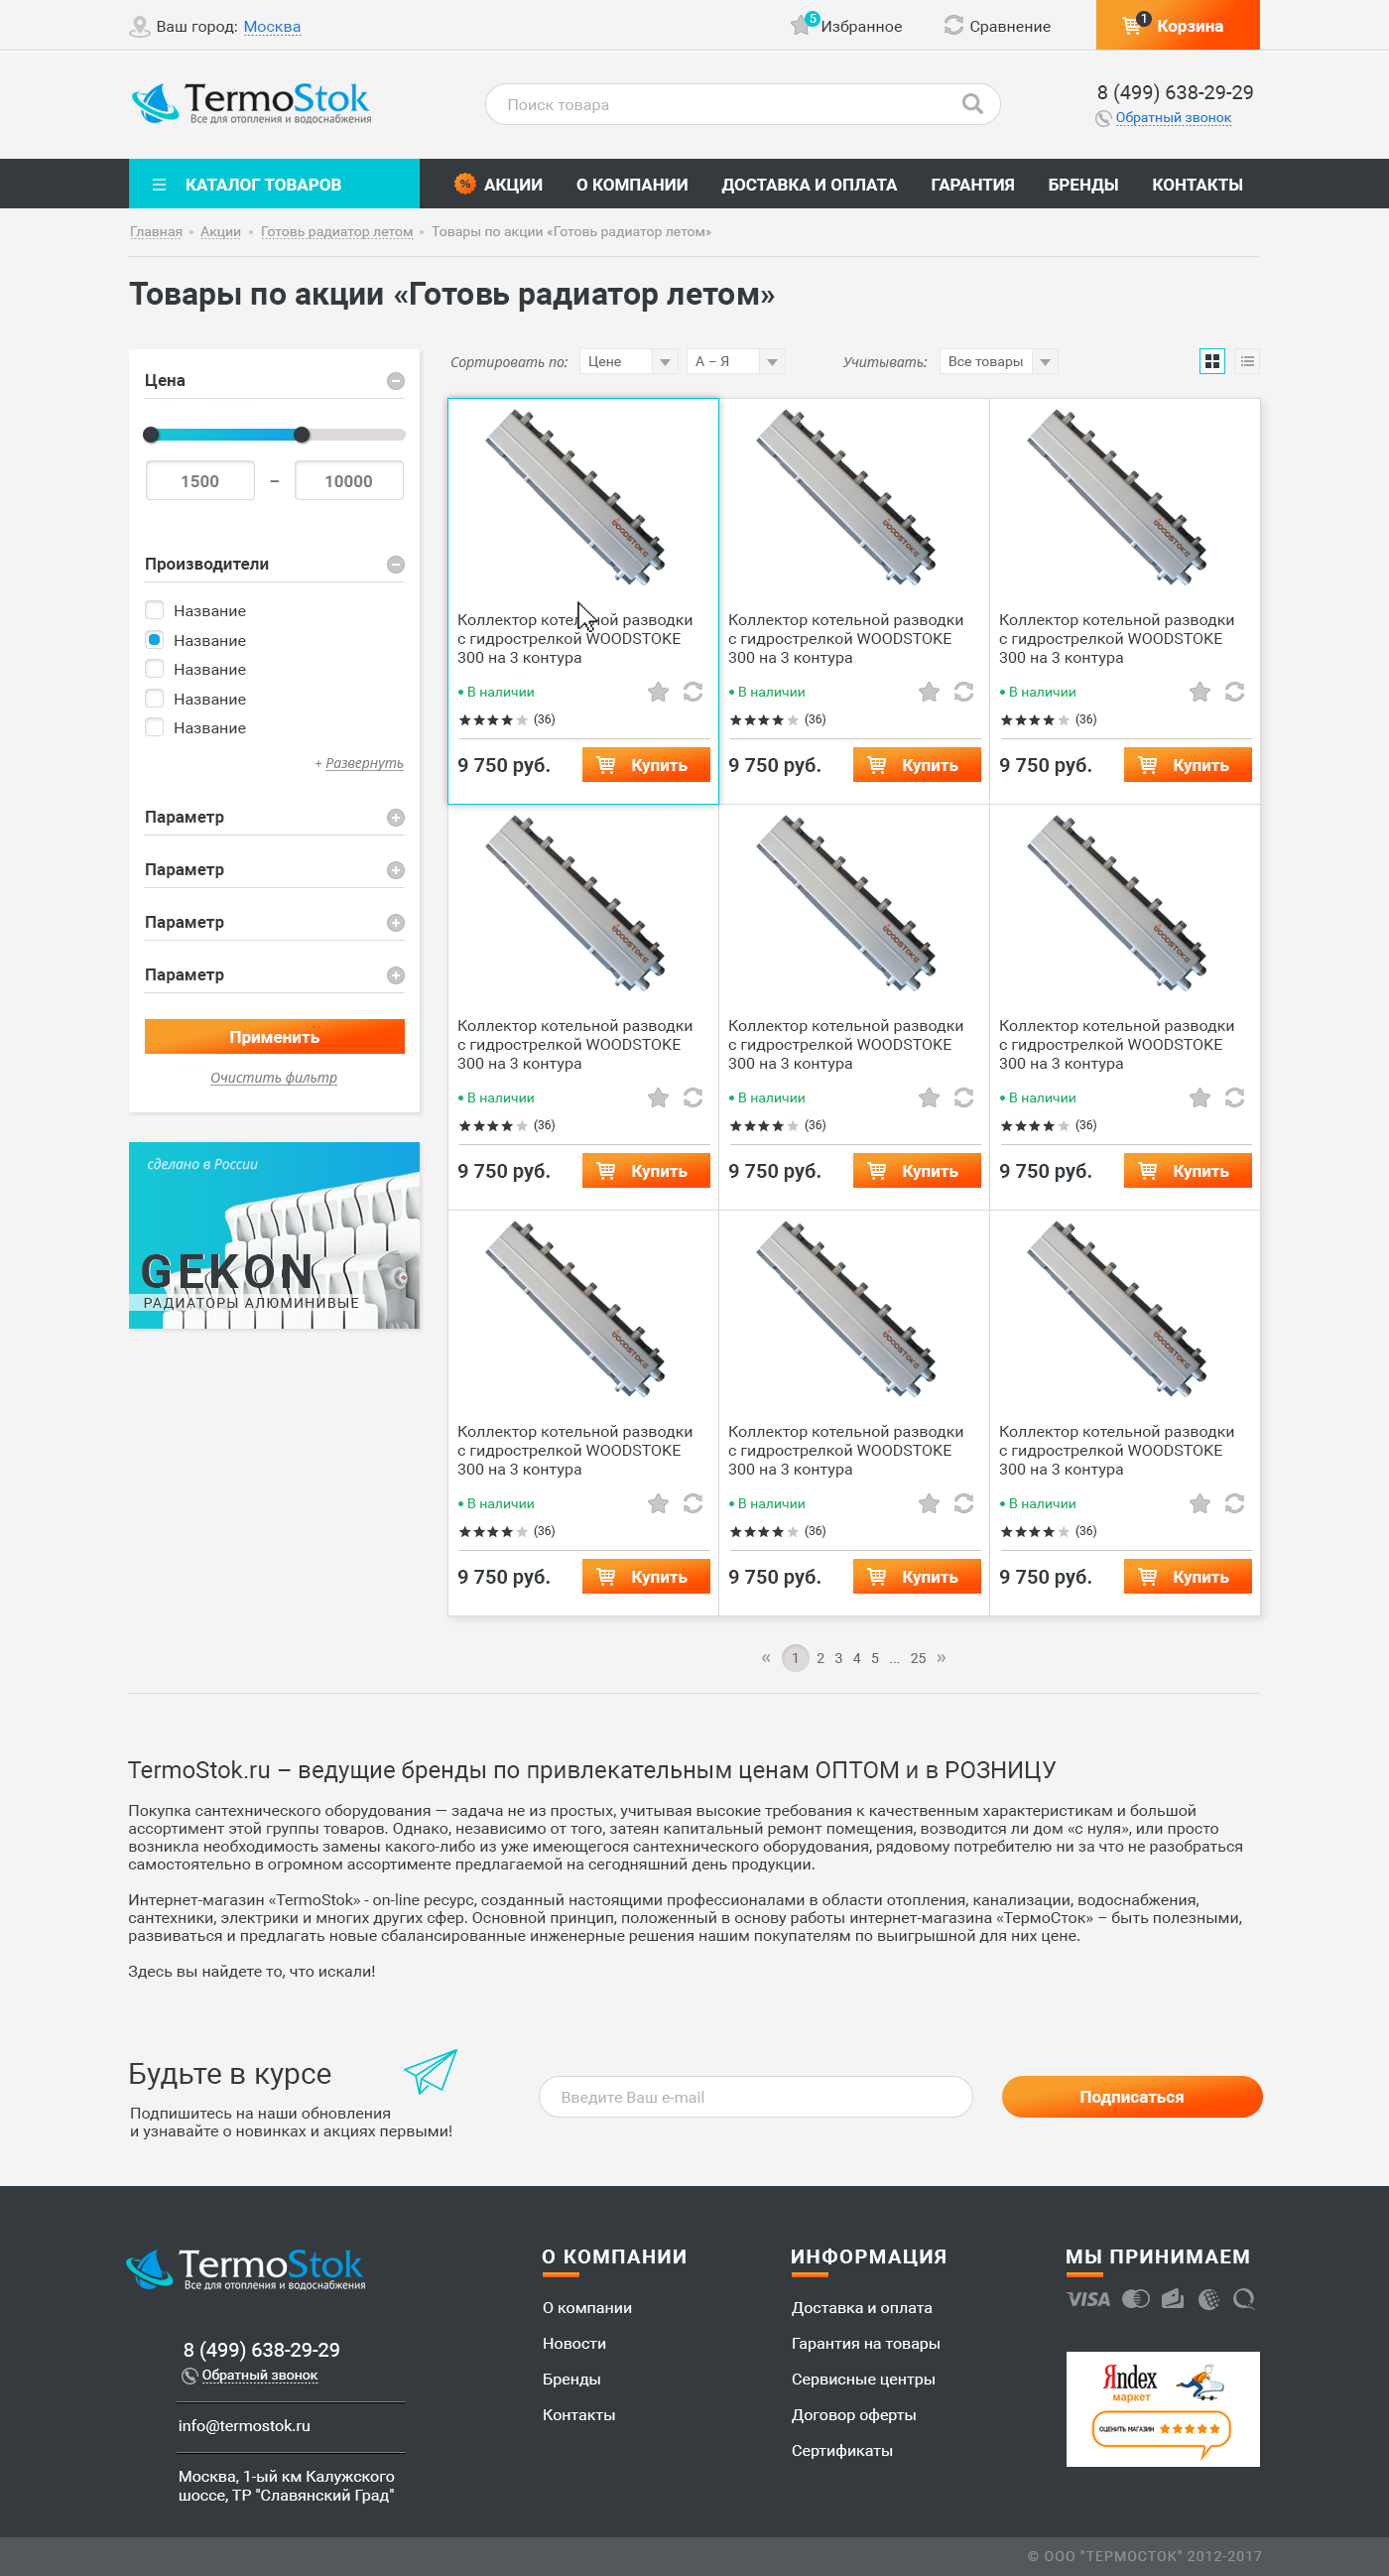 Ваш город: Москва
5
Избранное
Сравнение
1
Корзина
TermoStok
Все для отопления и водоснабжения
Поиск товара
8 (499) 638-29-29
Обратный звонок
КАТАЛОГ ТОВАРОВ
% АКЦИИ
О КОМПАНИИ
ДОСТАВКА И ОПЛАТА
ГАРАНТИЯ
БРЕНДЫ
КОНТАКТЫ
Главная • Акции • Готовь радиатор летом • Товары по акции «Готовь радиатор летом»
Товары по акции «Готовь радиатор летом»
Цена
1500 – 10000
Производители
Название
Название
Название
Название
Название
+ Развернуть
Параметр
Параметр
Параметр
Параметр
Применить
Очистить фильтр
сделано в России
GEKON
РАДИАТОРЫ АЛЮМИНИВЫЕ
Сортировать по: Цене А – Я
Учитывать: Все товары
WOODSTOKE
Коллектор котельной разводки
с гидрострелкой WOODSTOKE
300 на 3 контура
• В наличии
(36)
9 750 руб.
Купить
WOODSTOKE
Коллектор котельной разводки
с гидрострелкой WOODSTOKE
300 на 3 контура
• В наличии
(36)
9 750 руб.
Купить
WOODSTOKE
Коллектор котельной разводки
с гидрострелкой WOODSTOKE
300 на 3 контура
• В наличии
(36)
9 750 руб.
Купить
WOODSTOKE
Коллектор котельной разводки
с гидрострелкой WOODSTOKE
300 на 3 контура
• В наличии
(36)
9 750 руб.
Купить
WOODSTOKE
Коллектор котельной разводки
с гидрострелкой WOODSTOKE
300 на 3 контура
• В наличии
(36)
9 750 руб.
Купить
WOODSTOKE
Коллектор котельной разводки
с гидрострелкой WOODSTOKE
300 на 3 контура
• В наличии
(36)
9 750 руб.
Купить
WOODSTOKE
Коллектор котельной разводки
с гидрострелкой WOODSTOKE
300 на 3 контура
• В наличии
(36)
9 750 руб.
Купить
WOODSTOKE
Коллектор котельной разводки
с гидрострелкой WOODSTOKE
300 на 3 контура
• В наличии
(36)
9 750 руб.
Купить
WOODSTOKE
Коллектор котельной разводки
с гидрострелкой WOODSTOKE
300 на 3 контура
• В наличии
(36)
9 750 руб.
Купить
« 1 2 3 4 5 ... 25 »
TermoStok.ru – ведущие бренды по привлекательным ценам ОПТОМ и в РОЗНИЦУ
Покупка сантехнического оборудования — задача не из простых, учитывая высокие требования к качественным характеристикам и большой
ассортимент этой группы товаров. Однако, независимо от того, затеян капитальный ремонт помещения, возводится ли дом «с нуля», или просто
возникла необходимость замены какого-либо из уже имеющегося сантехнического оборудования, рядовому потребителю ни за что не разобраться
самостоятельно в огромном ассортименте предлагаемой на сегодняшний день продукции.
Интернет-магазин «TermoStok» - on-line ресурс, созданный настоящими профессионалами в области отопления, канализации, водоснабжения,
сантехники, электрики и многих других сфер. Основной принцип, положенный в основу работы интернет-магазина «ТермоСток» – быть полезными,
развиваться и предлагать новые сбалансированные инженерные решения нашим покупателям по выигрышной для них цене.
Здесь вы найдете то, что искали!
Будьте в курсе
Подпишитесь на наши обновления
и узнавайте о новинках и акциях первыми!
Введите Ваш e-mail
Подписаться
TermoStok
Все для отопления и водоснабжения
8 (499) 638-29-29
Обратный звонок
info@termostok.ru
Москва, 1-ый км Калужского
шоссе, ТР "Славянский Град"
О КОМПАНИИ
О компании
Новости
Бренды
Контакты
ИНФОРМАЦИЯ
Доставка и оплата
Гарантия на товары
Сервисные центры
Договор оферты
Сертификаты
МЫ ПРИНИМАЕМ
VISA
Яndex
маркет
ОЦЕНИТЬ МАГАЗИН
© ООО "ТЕРМОСТОК" 2012-2017